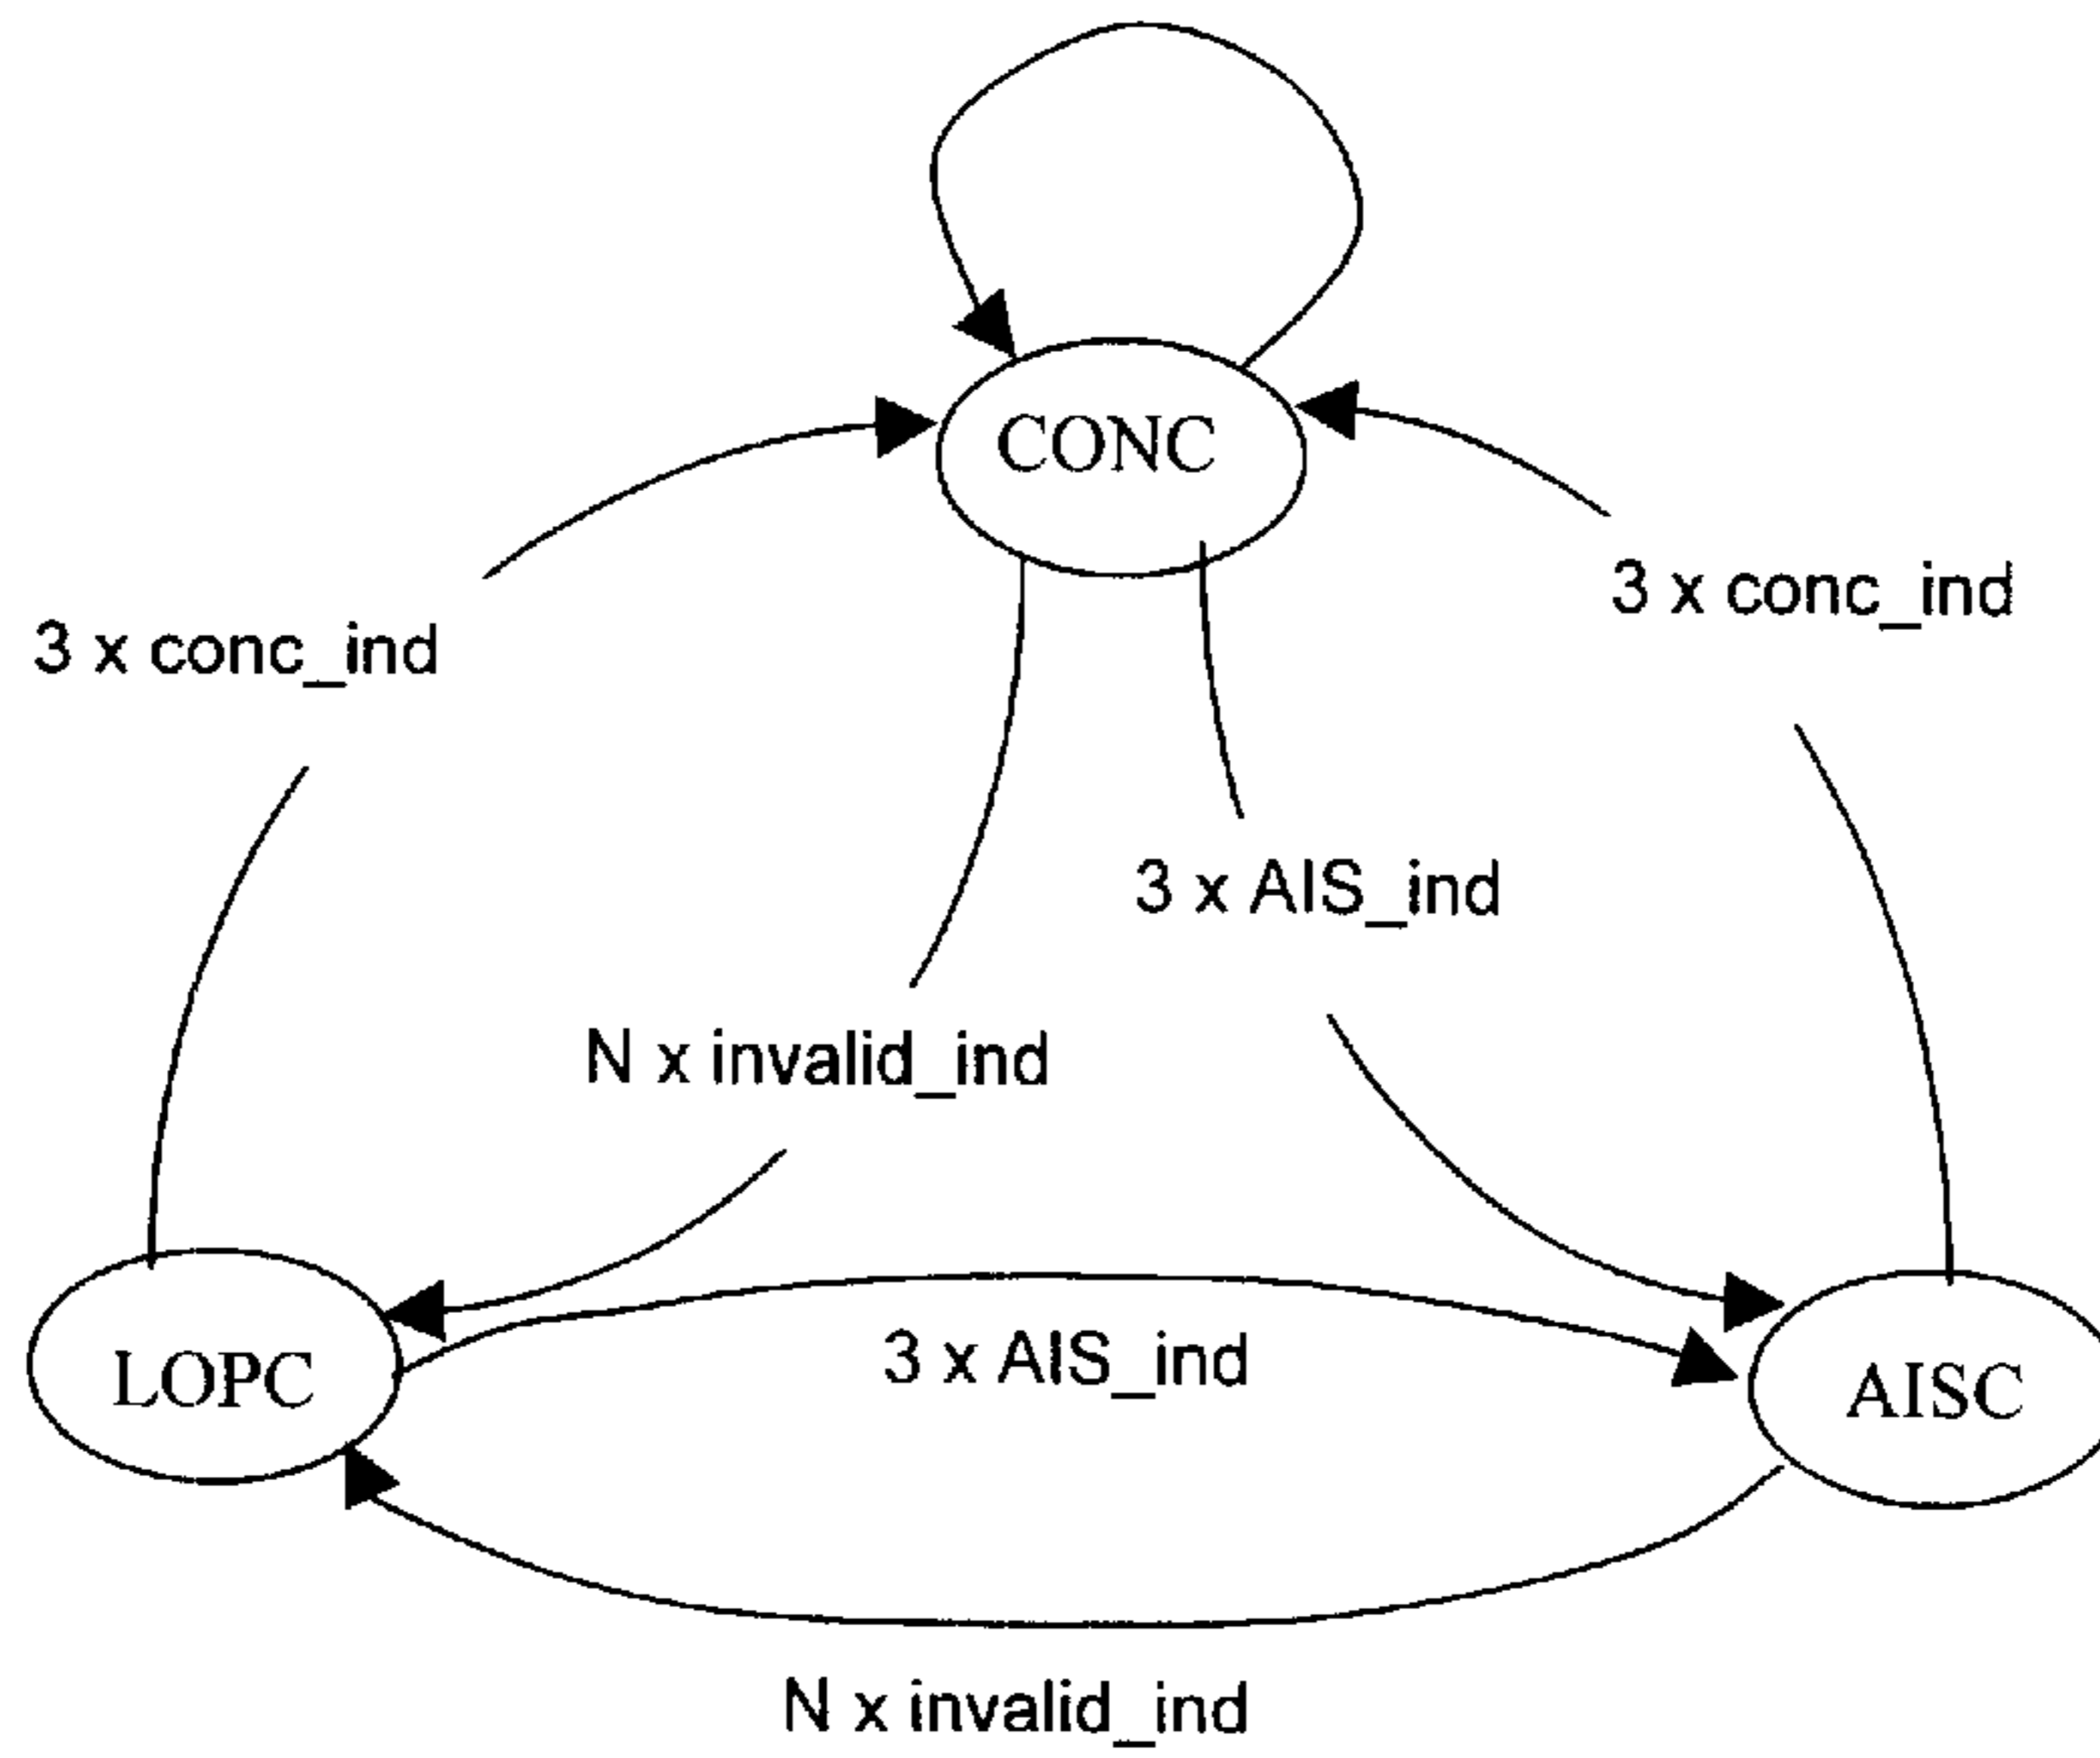 CONC
3 x conc_ind
3 x conc_ind
3 x AIS_ind
N x invalid_ind
3 x AIS_ind
LOPC
AISC
N x invalid_ind